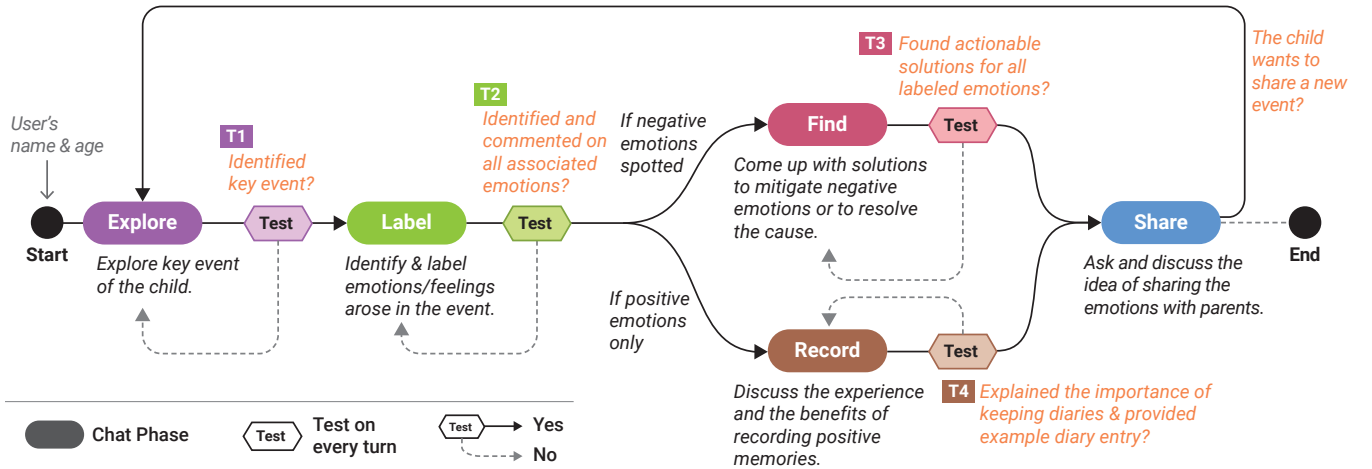 User's
name & age
Start
Explore
Explore key event
of the child.
T1
Identified
key event?
Test
Label
Identify & label
emotions/feelings
arose in the event.
T2
Identified and
commented on
all associated
emotions?
Test
If negative
emotions
spotted
If positive
emotions
only
Find
Come up with solutions
to mitigate negative
emotions or to resolve
the cause.
T3 Found actionable
solutions for all
labeled emotions?
Test
Record
Discuss the experience
and the benefits of
recording positive
memories.
Test
T4 Explained the importance of
keeping diaries & provided
example diary entry?
Share
Ask and discuss the
idea of sharing the
emotions with parents.
The child
wants to
share a new
event?
End
Chat Phase
Test
Test on
every turn
Test
Yes
No